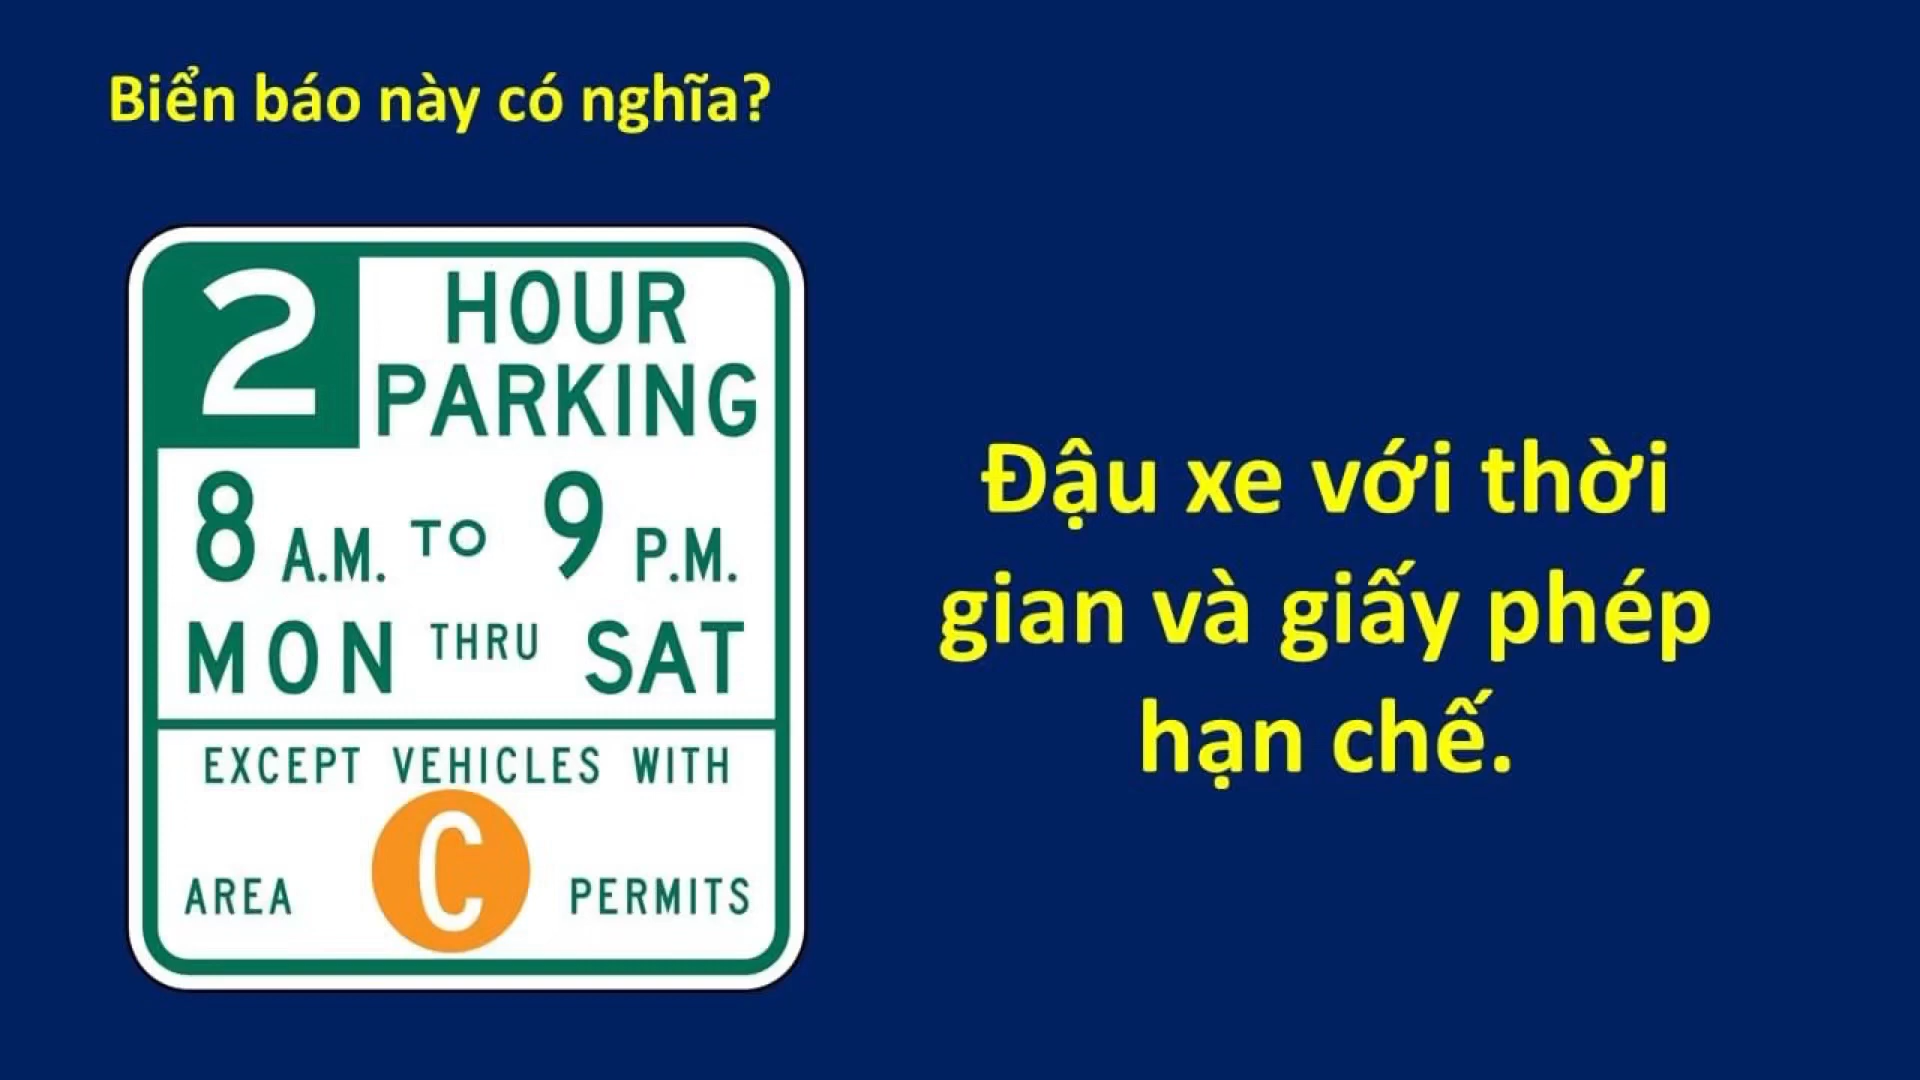 Biển báo này có nghĩa?
2 HOUR
PARKING
8 A.M. TO 9 P.M.
MON THRU SAT
EXCEPT VEHICLES WITH
AREA C PERMITS
Đậu xe với thời
gian và giấy phép
hạn chế.